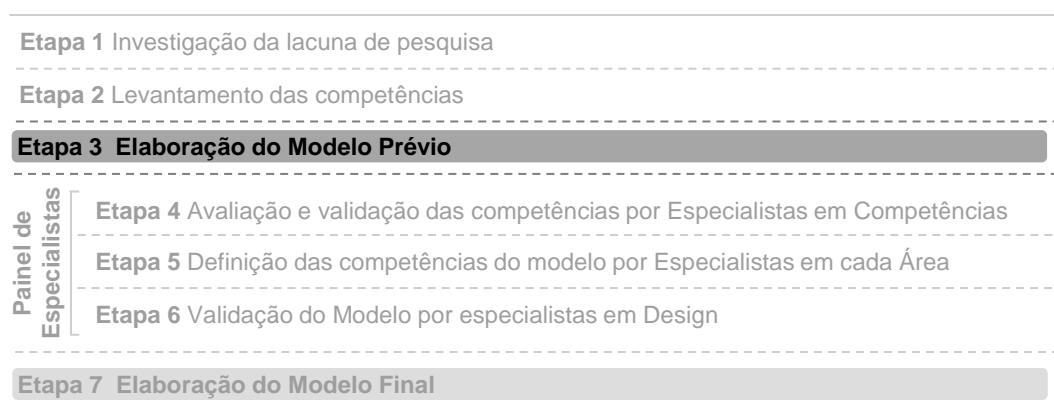 Etapa 1 Investigação da lacuna de pesquisa
Etapa 2 Levantamento das competências
Etapa 3 Elaboração do Modelo Prévio
Painel de
Especialistas
Etapa 4 Avaliação e validação das competências por Especialistas em Competências
Etapa 5 Definição das competências do modelo por Especialistas em cada Área
Etapa 6 Validação do Modelo por especialistas em Design
Etapa 7 Elaboração do Modelo Final